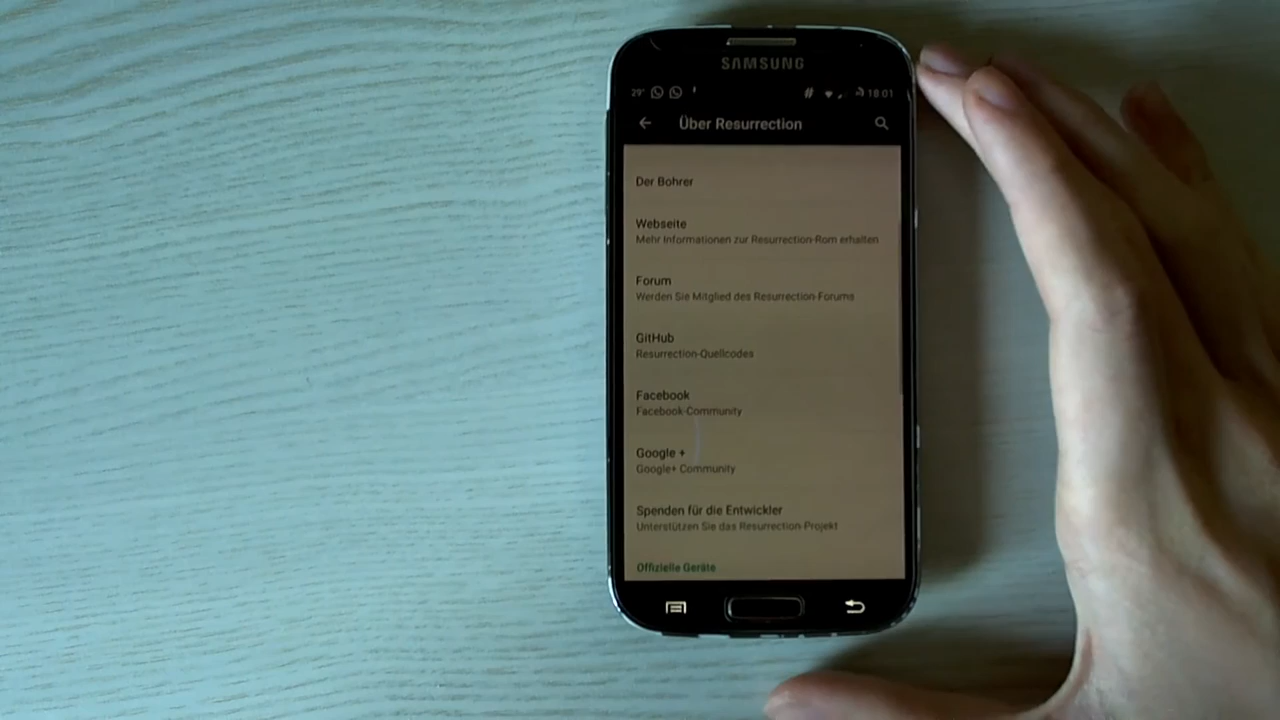 SAMSUNG
29° # 18:01
Über Resurrection
Der Bohrer
Webseite
Mehr Informationen zur Resurrection-Rom erhalten
Forum
Werden Sie Mitglied des Resurrection-Forums
GitHub
Resurrection-Quellcodes
Facebook
Facebook-Community
Google +
Google+ Community
Spenden für die Entwickler
Unterstützen Sie das Resurrection-Projekt
Offizielle Geräte